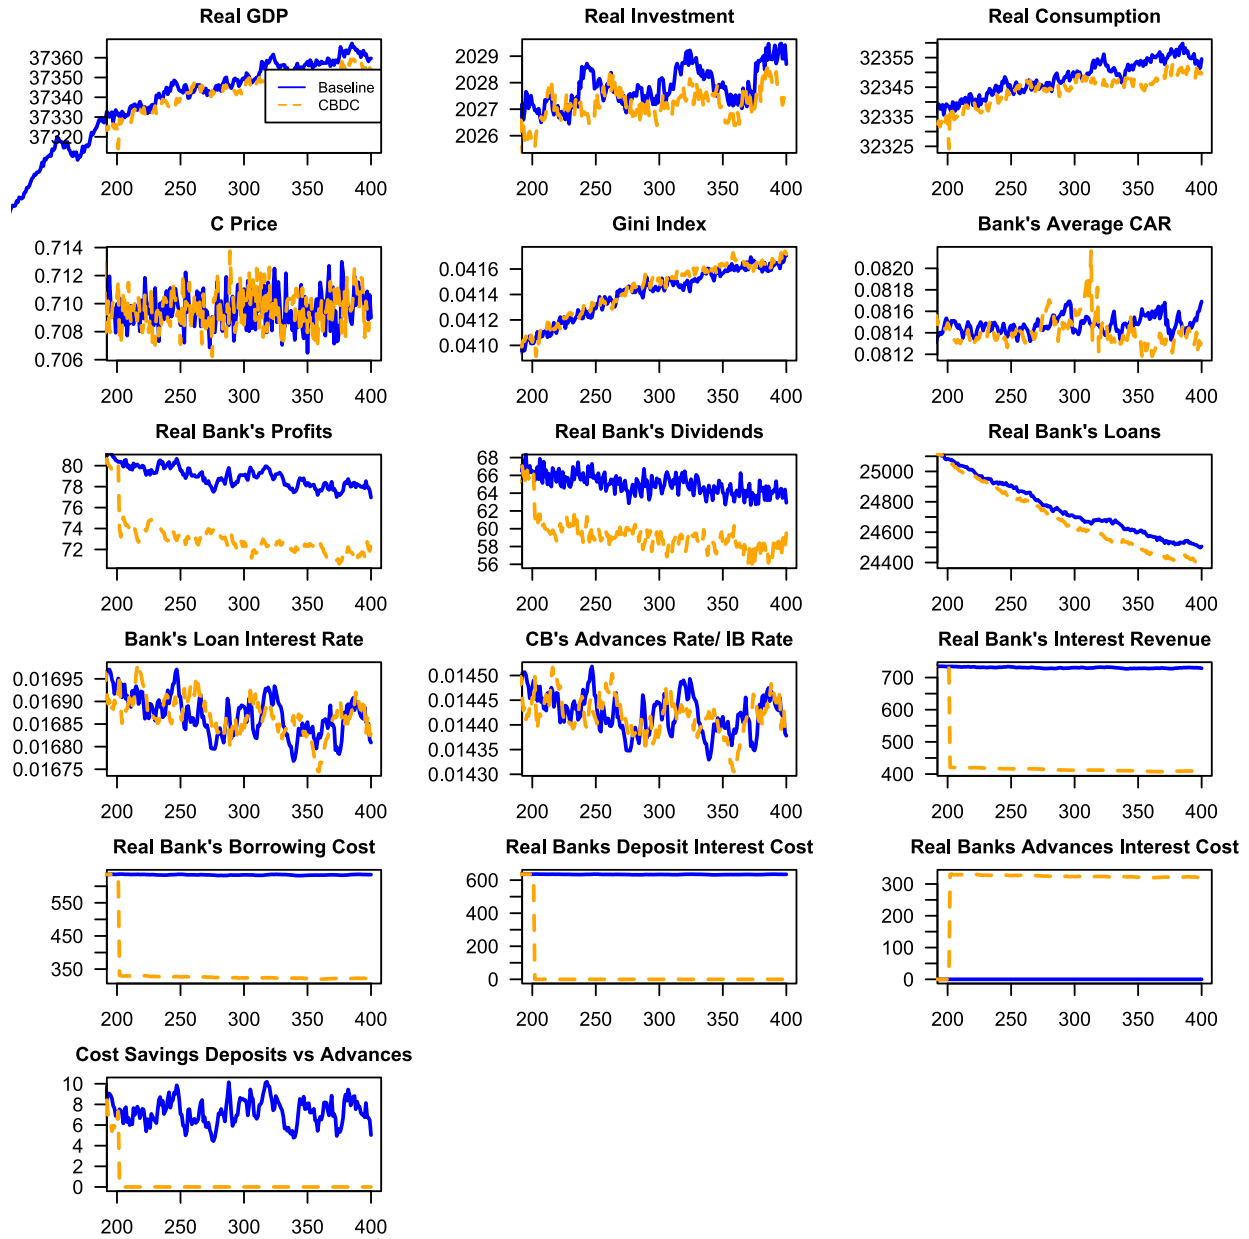 Real GDP
Real Investment
Real Consumption
37360
37350
37340
37330
37320
Baseline
CBDC
200 250 300 350 400
2029
2028
2027
2026
200 250 300 350 400
32355
32345
32335
32325
200 250 300 350 400
C Price
Gini Index
Bank's Average CAR
0.714
0.712
0.710
0.708
0.706
200 250 300 350 400
0.0416
0.0414
0.0412
0.0410
200 250 300 350 400
0.0820
0.0818
0.0816
0.0814
0.0812
200 250 300 350 400
Real Bank's Profits
Real Bank's Dividends
Real Bank's Loans
80
78
76
74
72
200 250 300 350 400
68
66
64
62
60
58
56
200 250 300 350 400
25000
24800
24600
24400
200 250 300 350 400
Bank's Loan Interest Rate
CB's Advances Rate/ IB Rate
Real Bank's Interest Revenue
0.01695
0.01690
0.01685
0.01680
0.01675
200 250 300 350 400
0.01450
0.01445
0.01440
0.01435
0.01430
200 250 300 350 400
700
600
500
400
200 250 300 350 400
Real Bank's Borrowing Cost
Real Banks Deposit Interest Cost
Real Banks Advances Interest Cost
550
450
350
200 250 300 350 400
600
400
200
0
200 250 300 350 400
300
200
100
0
200 250 300 350 400
Cost Savings Deposits vs Advances
10
8
6
4
2
0
200 250 300 350 400